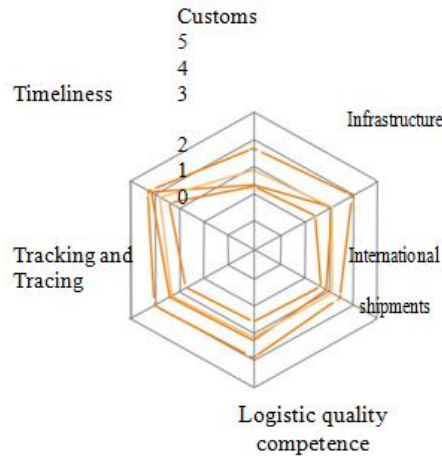 Customs
5
4
3
2
1
0
Timeliness
Infrastructure
Tracking and
Tracing
International
shipments
Logistic quality
competence